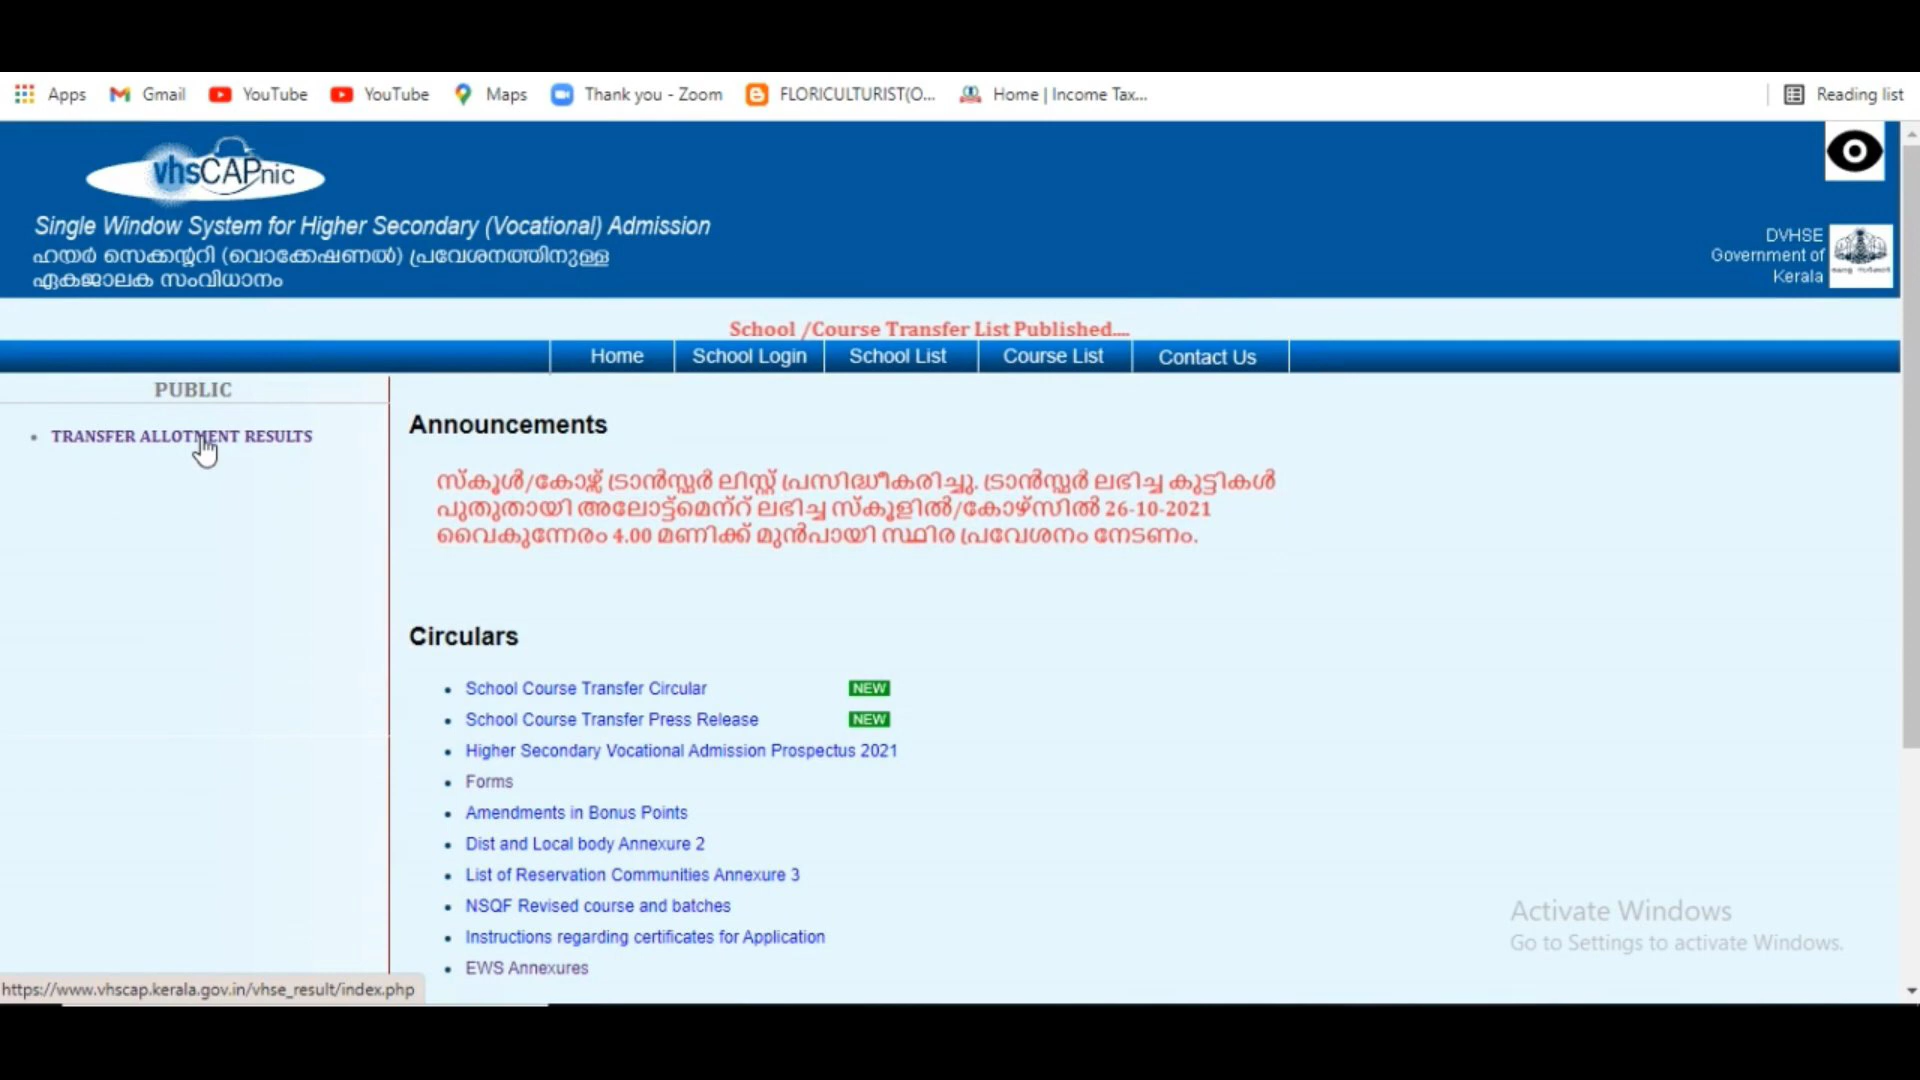 Apps Gmail YouTube YouTube Maps Thank you - Zoom FLORICULTURIST(O... Home | Income Tax... Reading list
vhsCAPnic
Single Window System for Higher Secondary (Vocational) Admission
ഹയർ സെക്കന്ററി (വൊക്കേഷണൽ) പ്രവേശനത്തിനുള്ള
ഏകജാലക സംവിധാനം
DVHSE
Government of
Kerala
School /Course Transfer List Published....
Home School Login School List Course List Contact Us
PUBLIC
TRANSFER ALLOTMENT RESULTS
Announcements
സ്കൂൾ/കോഴ്സ് ട്രാൻസ്ഫർ ലിസ്റ്റ് പ്രസിദ്ധീകരിച്ചു. ട്രാൻസ്ഫർ ലഭിച്ച കുട്ടികൾ
പുതുതായി അലോട്ട്മെന്റ് ലഭിച്ച സ്കൂളിൽ/കോഴ്സിൽ 26-10-2021
വൈകുന്നേരം 4.00 മണിക്ക് മുൻപായി സ്ഥിര പ്രവേശനം നേടണം.
Circulars
School Course Transfer Circular NEW
School Course Transfer Press Release NEW
Higher Secondary Vocational Admission Prospectus 2021
Forms
Amendments in Bonus Points
Dist and Local body Annexure 2
List of Reservation Communities Annexure 3
NSQF Revised course and batches
Instructions regarding certificates for Application
EWS Annexures
Activate Windows
Go to Settings to activate Windows.
https://www.vhscap.kerala.gov.in/vhse_result/index.php